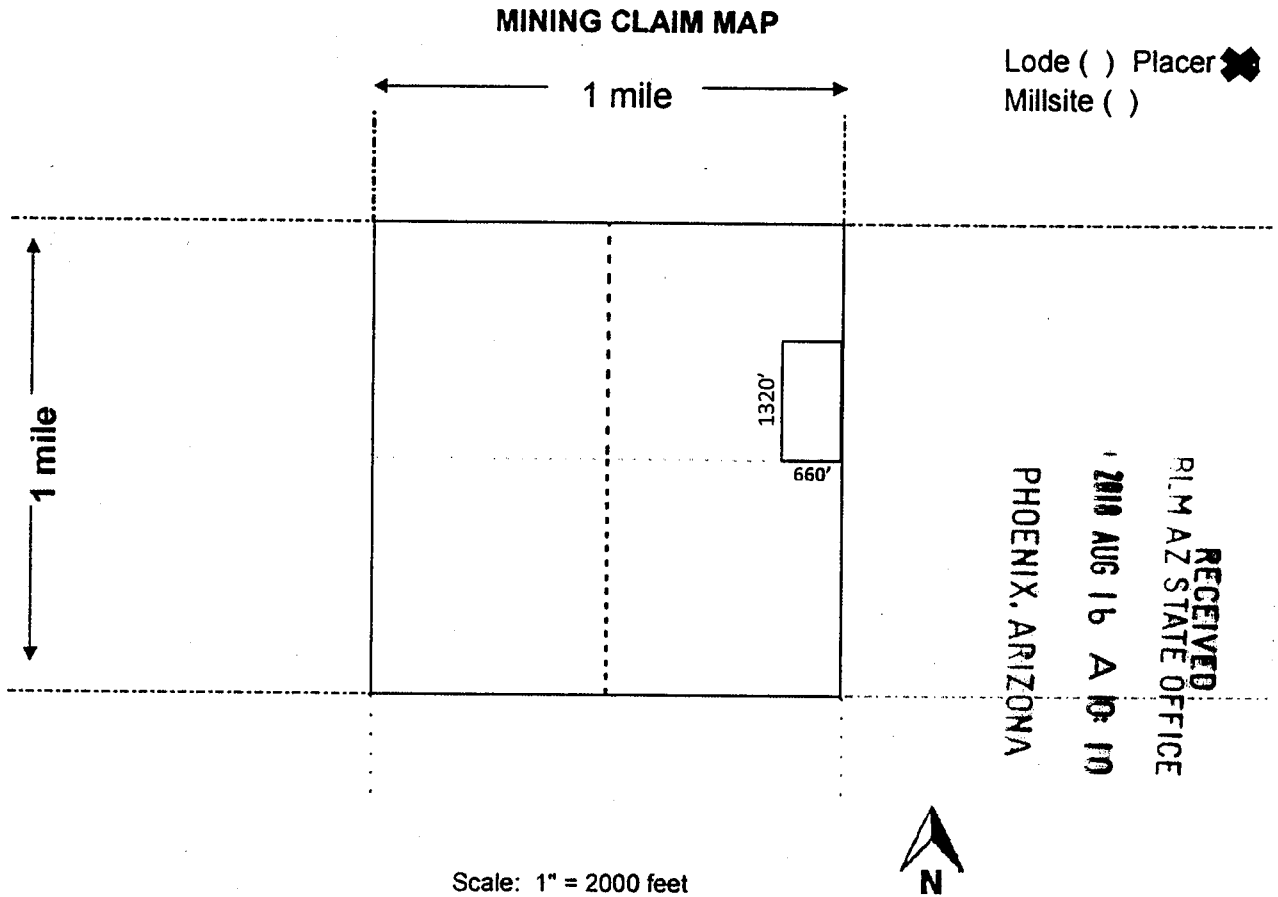 MINING CLAIM MAP
Lode ( ) Placer
Millsite ( )
1 mile
1 mile
1320'
660'
RECEIVED
BLM AZ STATE OFFICE
AUG 16 A 10: 10
PHOENIX, ARIZONA
Scale: 1" = 2000 feet
N